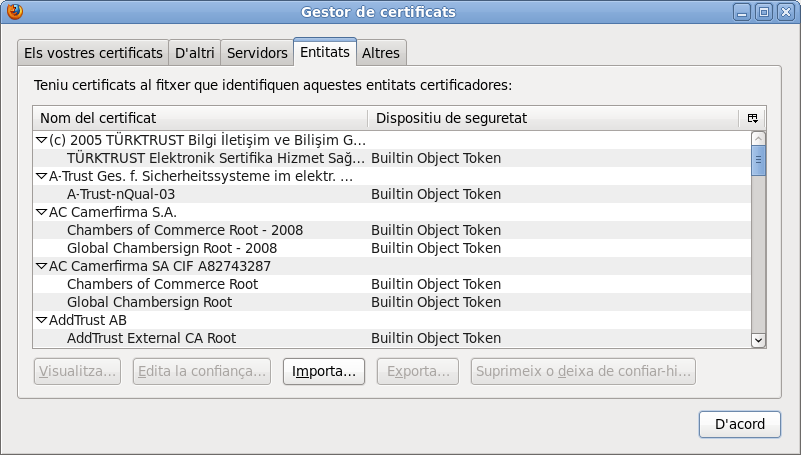 Gestor de certificats
Els vostres certificats D'altri Servidors Entitats Altres
Teniu certificats al fitxer que identifiquen aquestes entitats certificadores:
Nom del certificat Dispositiu de seguretat
(c) 2005 TÜRKTRUST Bilgi İletişim ve Bilişim G...
TÜRKTRUST Elektronik Sertifika Hizmet Sağ... Builtin Object Token
A-Trust Ges. f. Sicherheitssysteme im elektr. ...
A-Trust-nQual-03 Builtin Object Token
AC Camerfirma S.A.
Chambers of Commerce Root - 2008 Builtin Object Token
Global Chambersign Root - 2008 Builtin Object Token
AC Camerfirma SA CIF A82743287
Chambers of Commerce Root Builtin Object Token
Global Chambersign Root Builtin Object Token
AddTrust AB
AddTrust External CA Root Builtin Object Token
Visualitza... Edita la confiança... Importa... Exporta... Suprimeix o deixa de confiar-hi...
D'acord